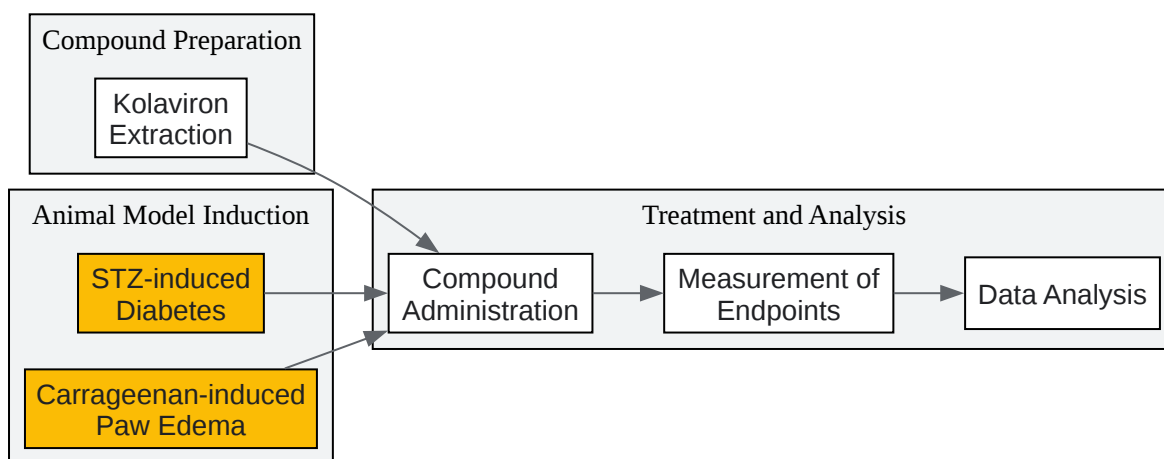 Compound Preparation
Kolaviron
Extraction
Animal Model Induction
STZ-induced
Diabetes
Carrageenan-induced
Paw Edema
Treatment and Analysis
Compound
Administration
Measurement of
Endpoints
Data Analysis